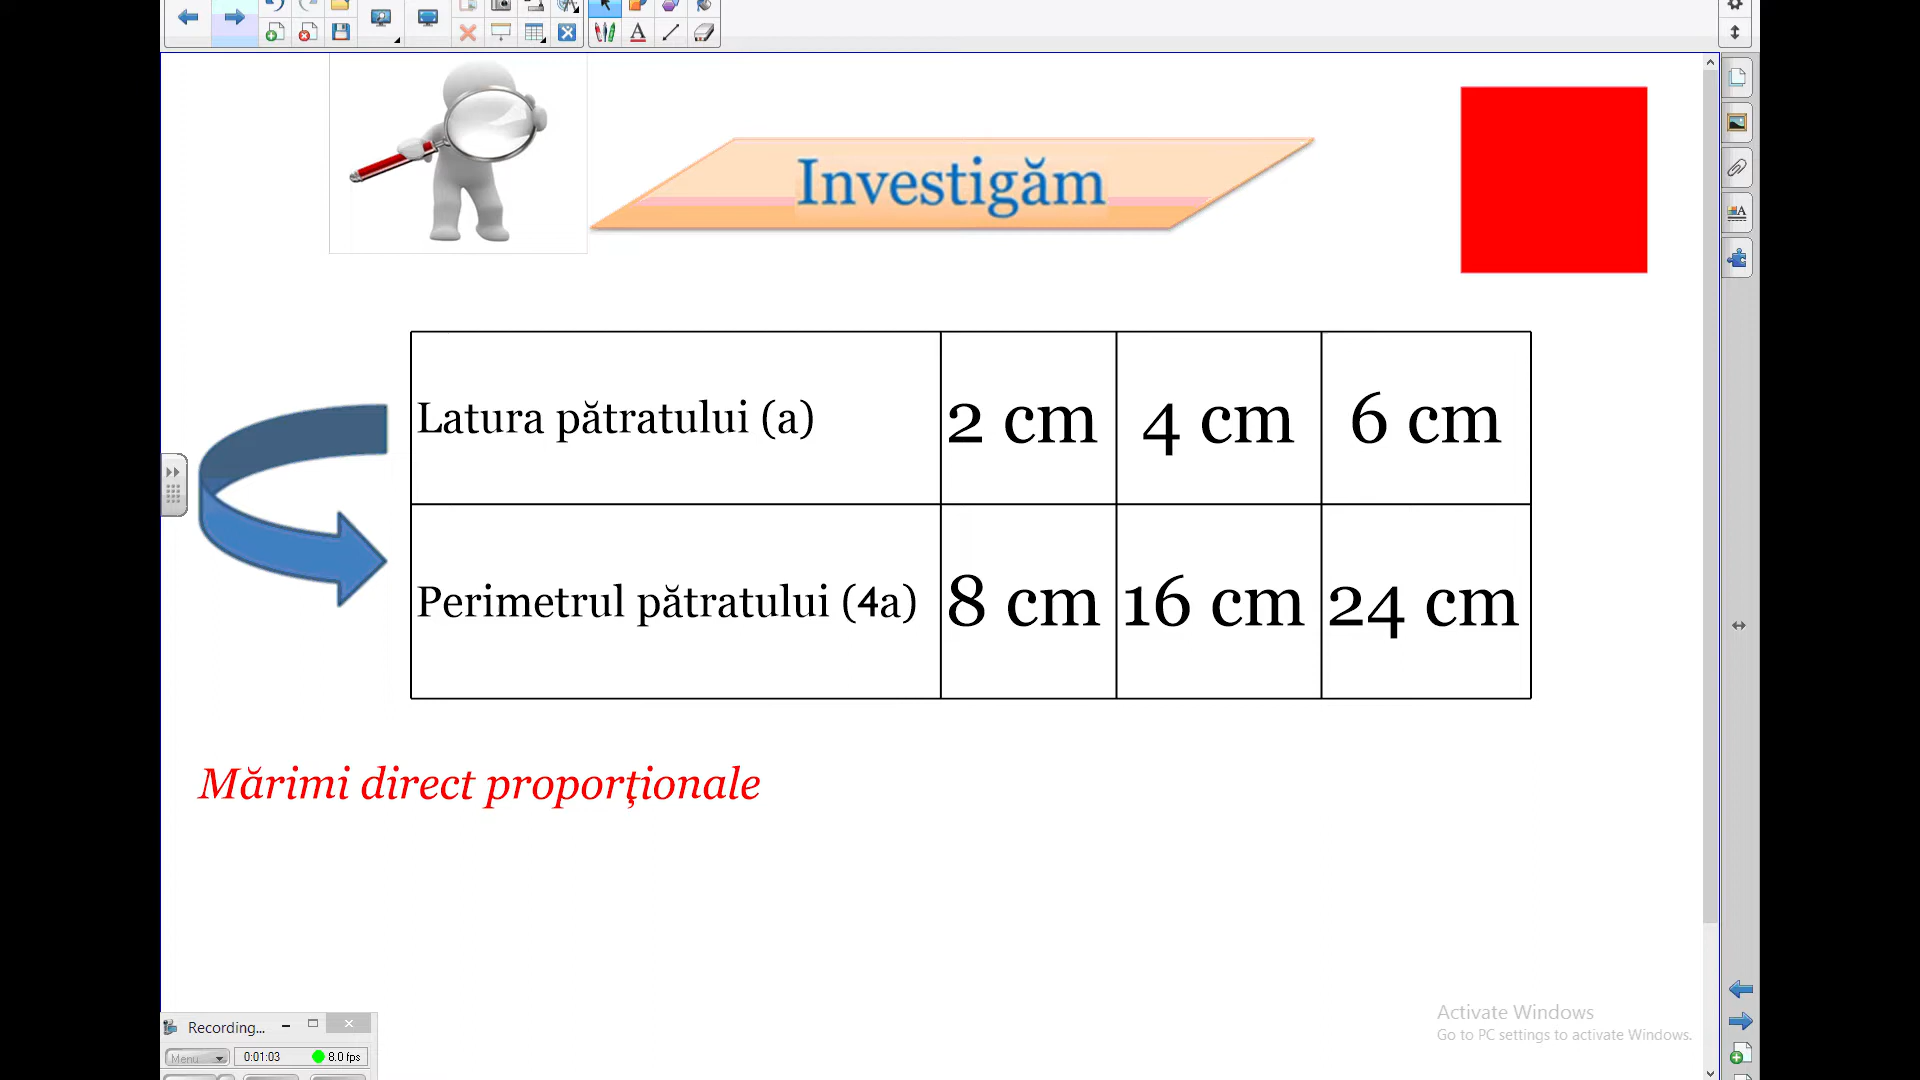 Investigăm
Latura pătratului (a) 2 cm 4 cm 6 cm
Perimetrul pătratului (4a) 8 cm 16 cm 24 cm
Mărimi direct proporționale
Activate Windows
Go to PC settings to activate Windows.
Recording...
Menu 0:01:03 8.0 fps